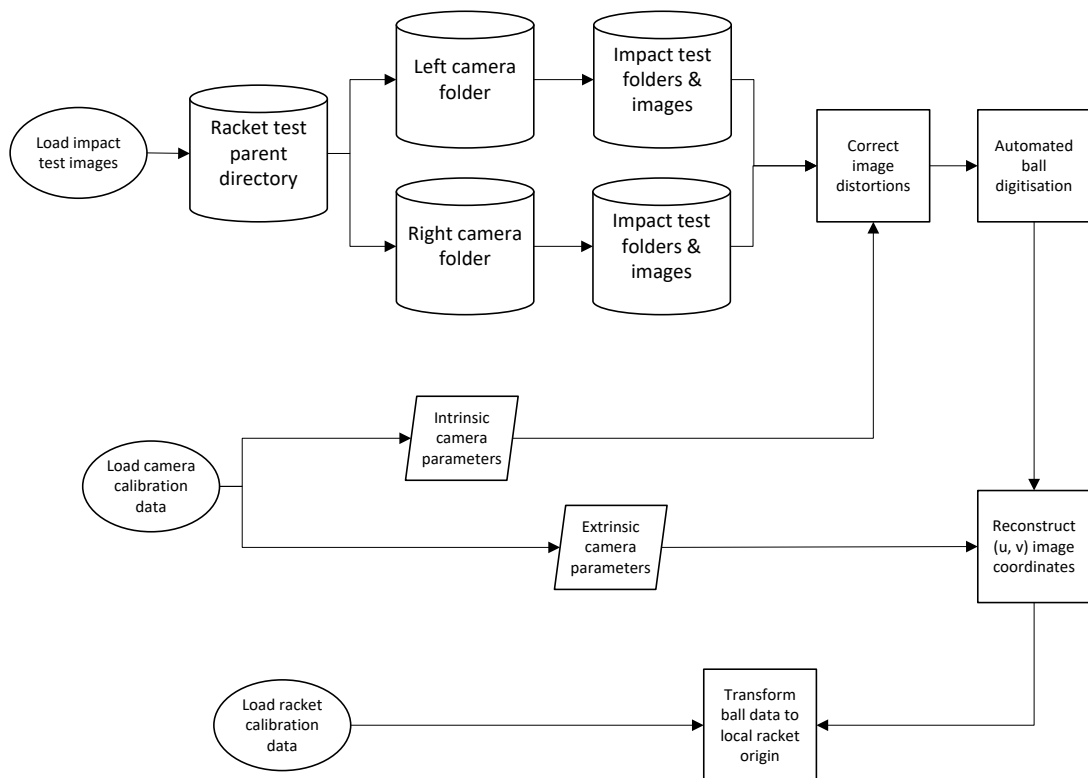 Load impact
test images
Racket test
parent
directory
Left camera
folder
Impact test
folders &
images
Right camera
folder
Impact test
folders &
images
Correct
image
distortions
Automated
ball
digitisation
Intrinsic
camera
parameters
Load camera
calibration
data
Extrinsic
camera
parameters
Reconstruct
(u, v) image
coordinates
Load racket
calibration
data
Transform
ball data to
local racket
origin